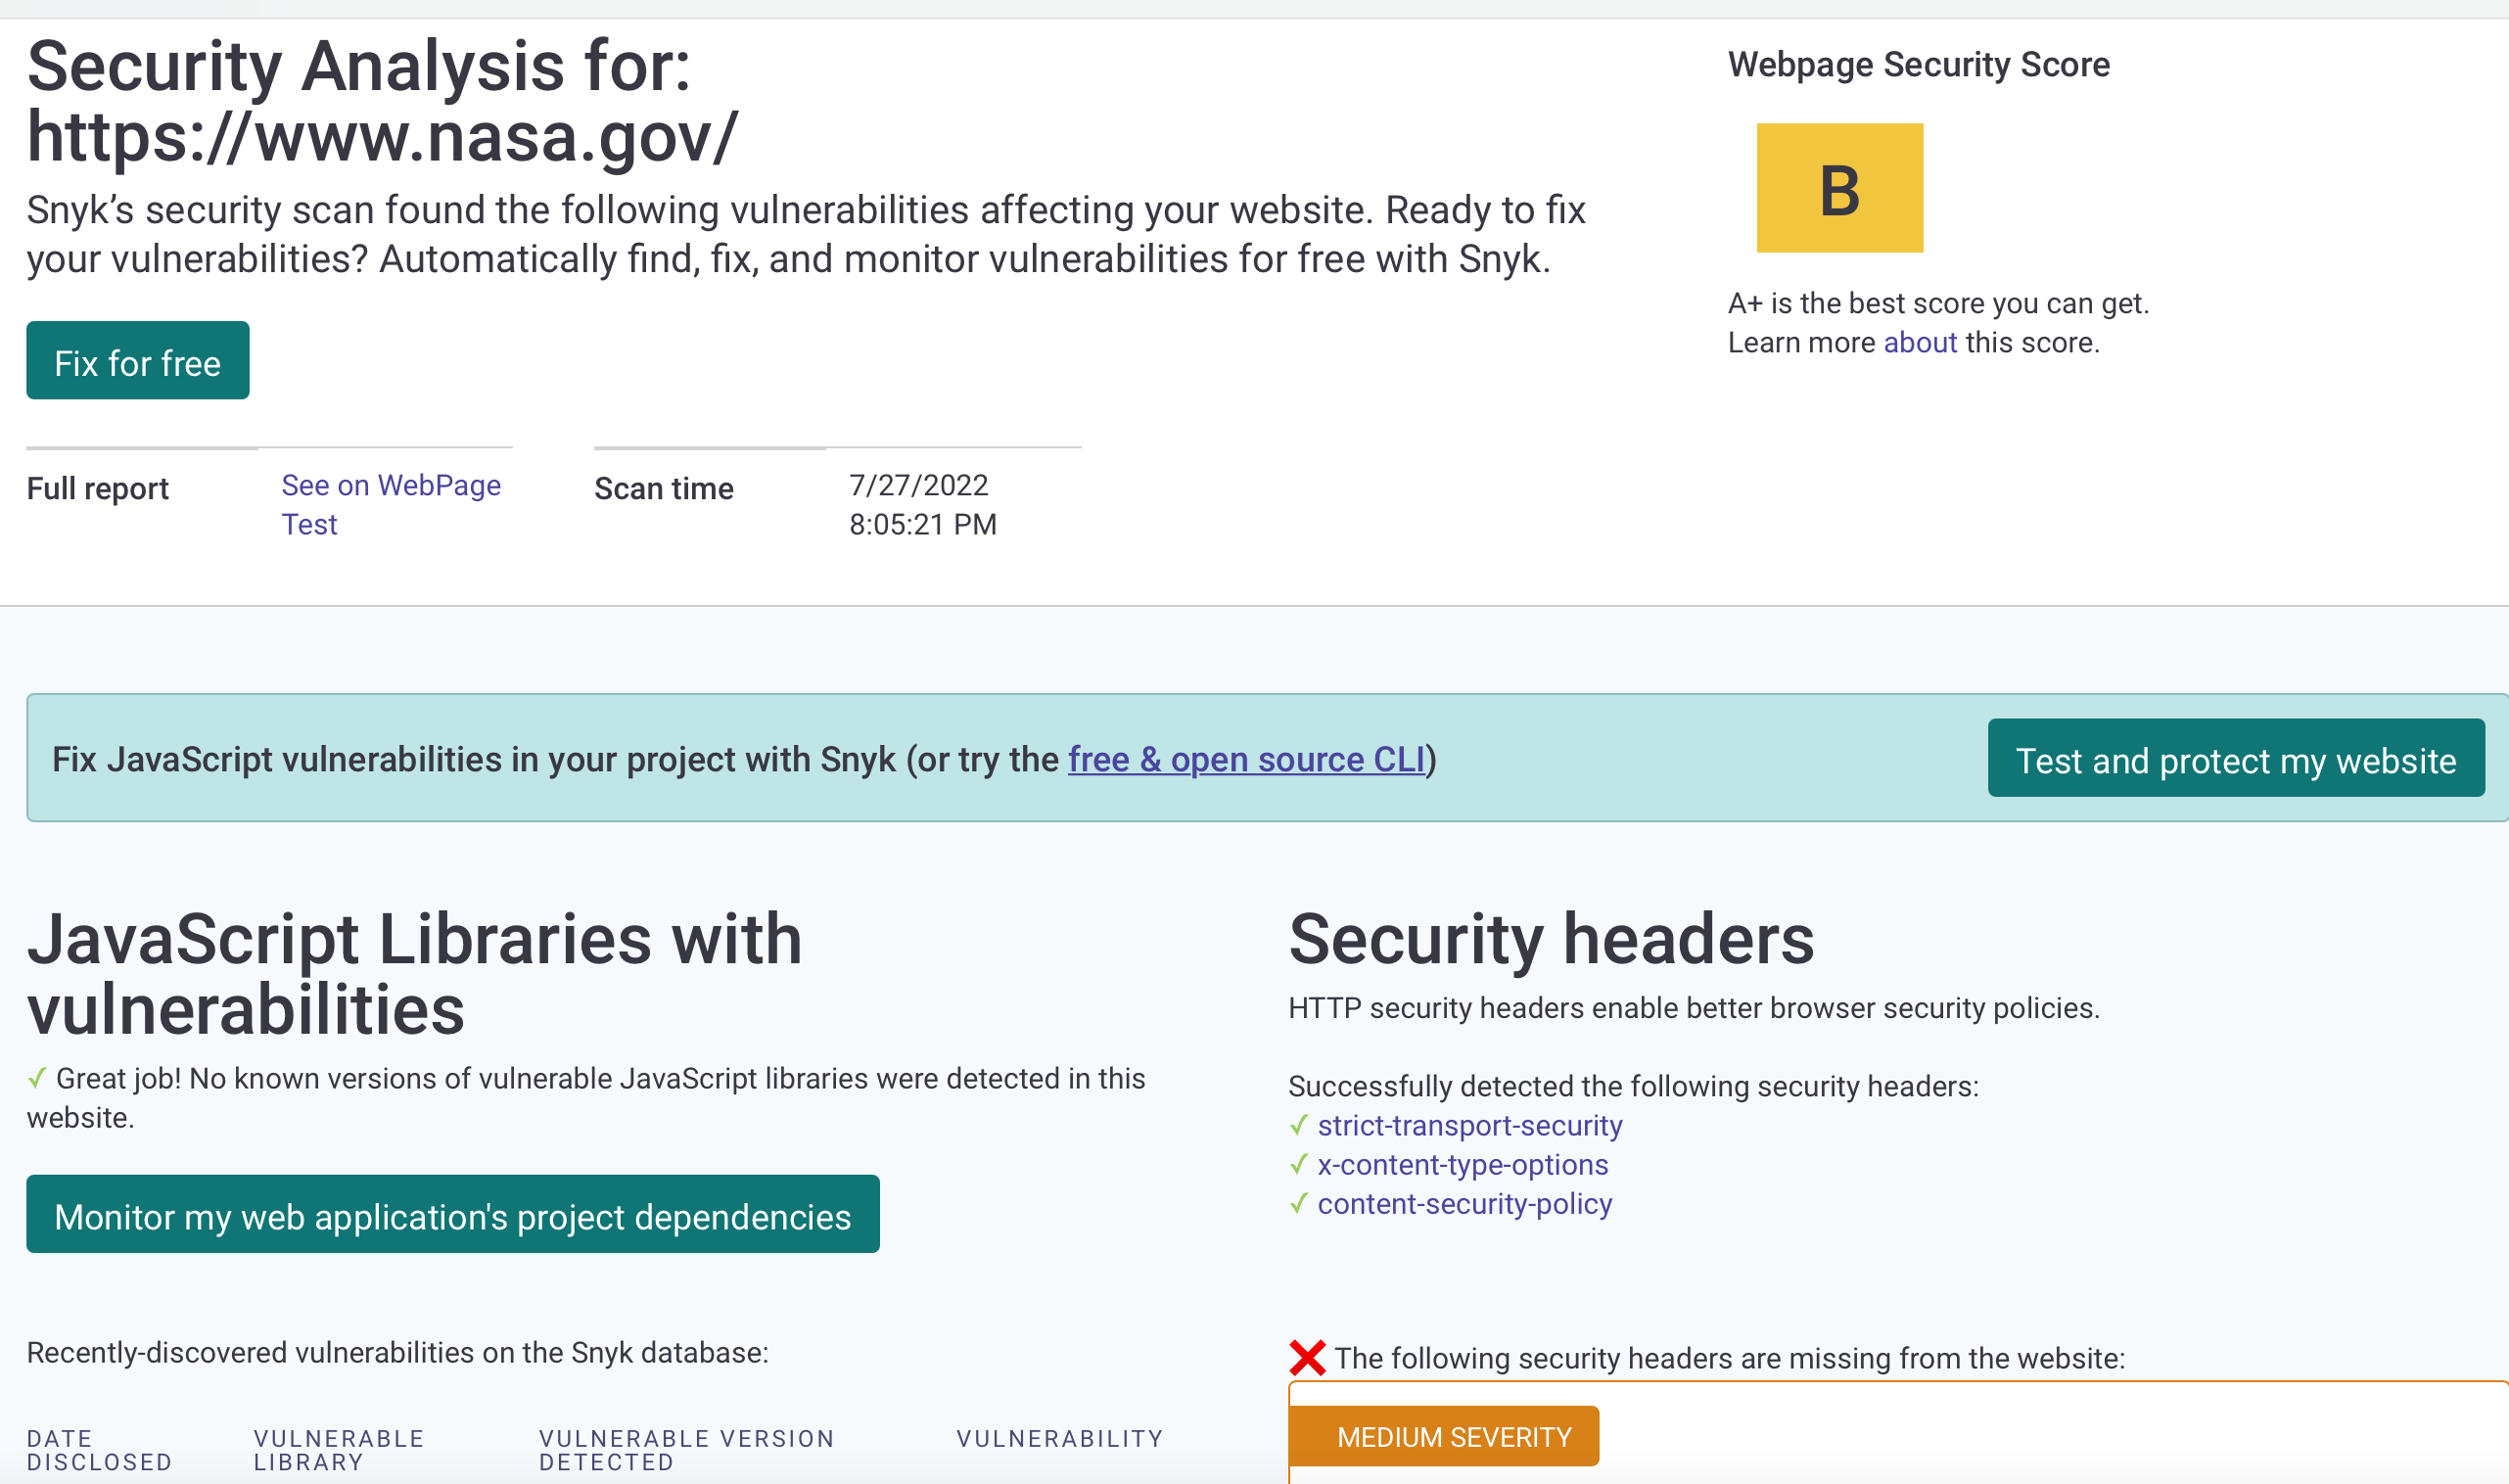 Security Analysis for:
https://www.nasa.gov/
Snyk’s security scan found the following vulnerabilities affecting your website. Ready to fix
your vulnerabilities? Automatically find, fix, and monitor vulnerabilities for free with Snyk.
Fix for free
Full report
See on WebPage
Test
Scan time
7/27/2022
8:05:21 PM
Webpage Security Score
B
A+ is the best score you can get.
Learn more about this score.
Fix JavaScript vulnerabilities in your project with Snyk (or try the free & open source CLI)
Test and protect my website
JavaScript Libraries with
vulnerabilities
✓ Great job! No known versions of vulnerable JavaScript libraries were detected in this
website.
Monitor my web application's project dependencies
Recently-discovered vulnerabilities on the Snyk database:
DATE
DISCLOSED
VULNERABLE
LIBRARY
VULNERABLE VERSION
DETECTED
VULNERABILITY
Security headers
HTTP security headers enable better browser security policies.
Successfully detected the following security headers:
✓ strict-transport-security
✓ x-content-type-options
✓ content-security-policy
❌ The following security headers are missing from the website:
MEDIUM SEVERITY